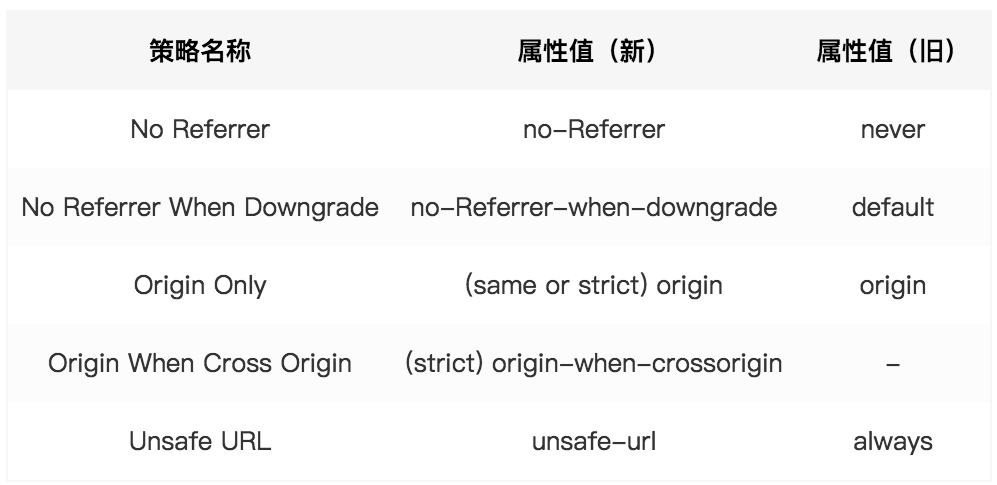 策略名称 属性值（新） 属性值（旧）
No Referrer no-Referrer never
No Referrer When Downgrade no-Referrer-when-downgrade default
Origin Only (same or strict) origin origin
Origin When Cross Origin (strict) origin-when-crossorigin -
Unsafe URL unsafe-url always